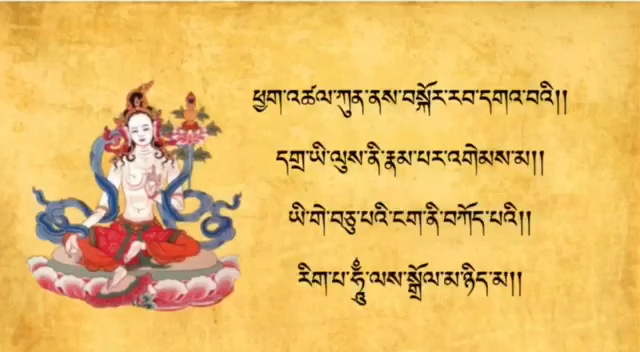 ཕྱག་འཚལ་ཀུན་ནས་བསྐོར་རབ་དགའ་བའི།།
དགྲ་ཡི་ལུས་ནི་རྣམ་པར་འགེམས་མ།།
ཡི་གེ་བཅུ་པའི་ངག་ནི་བཀོད་པའི།།
རིག་པ་ཧཱུྃ་ལས་སྒྲོལ་མ་ཉིད་མ།།